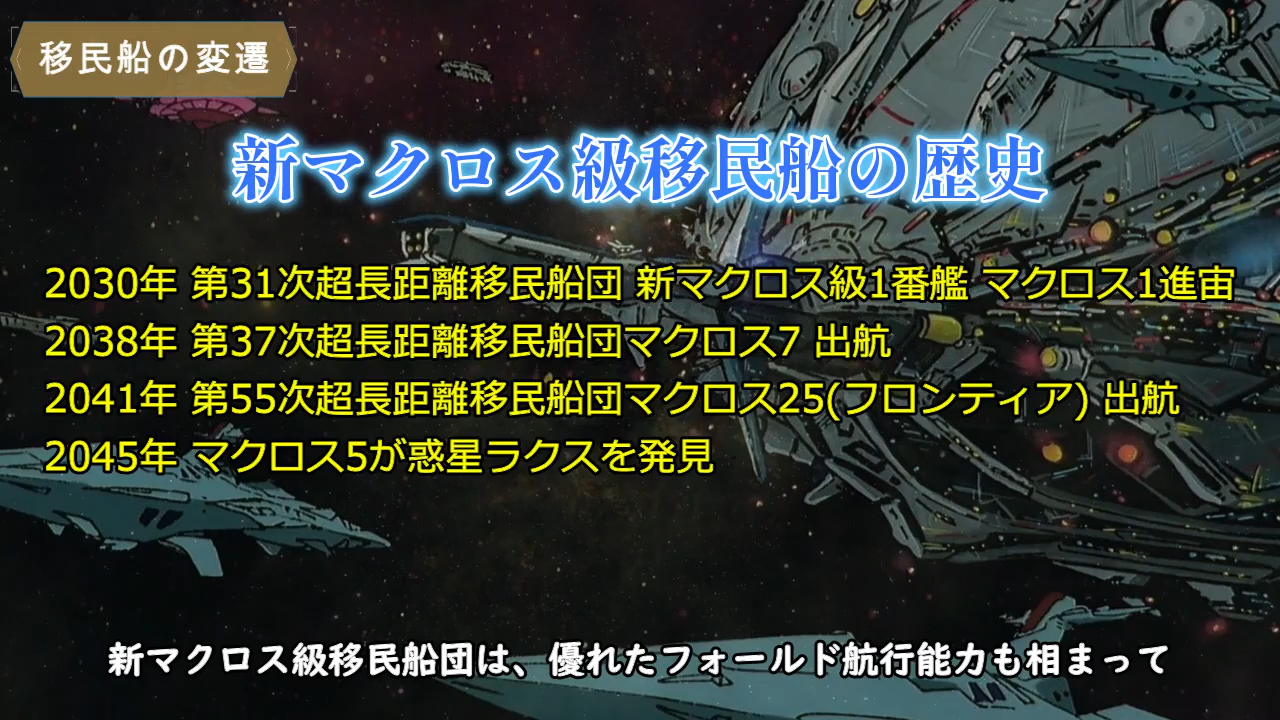 移民船の変遷
新マクロス級移民船の歴史
2030年 第31次超長距離移民船団 新マクロス級1番艦 マクロス1進宙
2038年 第37次超長距離移民船団マクロス7 出航
2041年 第55次超長距離移民船団マクロス25(フロンティア) 出航
2045年 マクロス5が惑星ラクスを発見
新マクロス級移民船団は、優れたフォールド航行能力も相まって